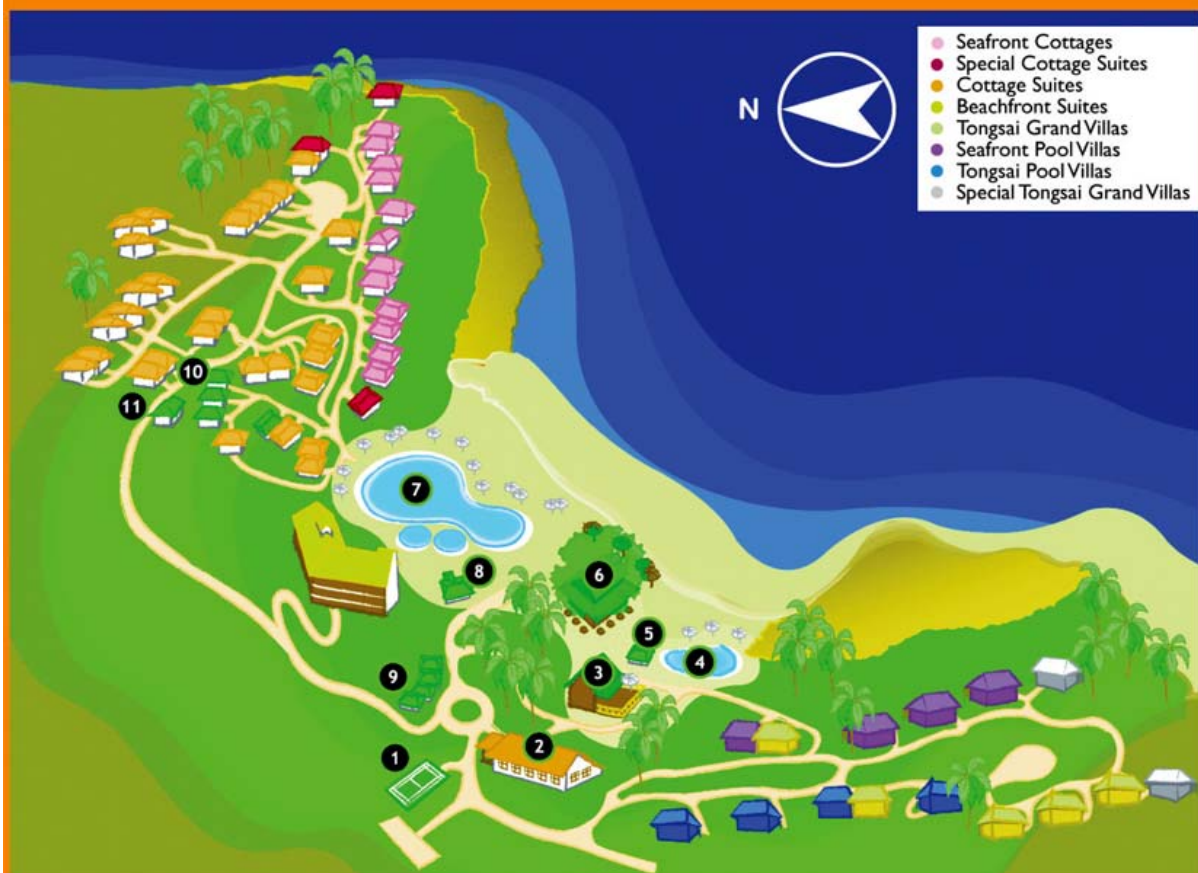 N
Seafront Cottages
Special Cottage Suites
Cottage Suites
Beachfront Suites
Tongsai Grand Villas
Seafront Pool Villas
Tongsai Pool Villas
Special Tongsai Grand Villas
10
11
7
8
6
5
4
3
9
2
1